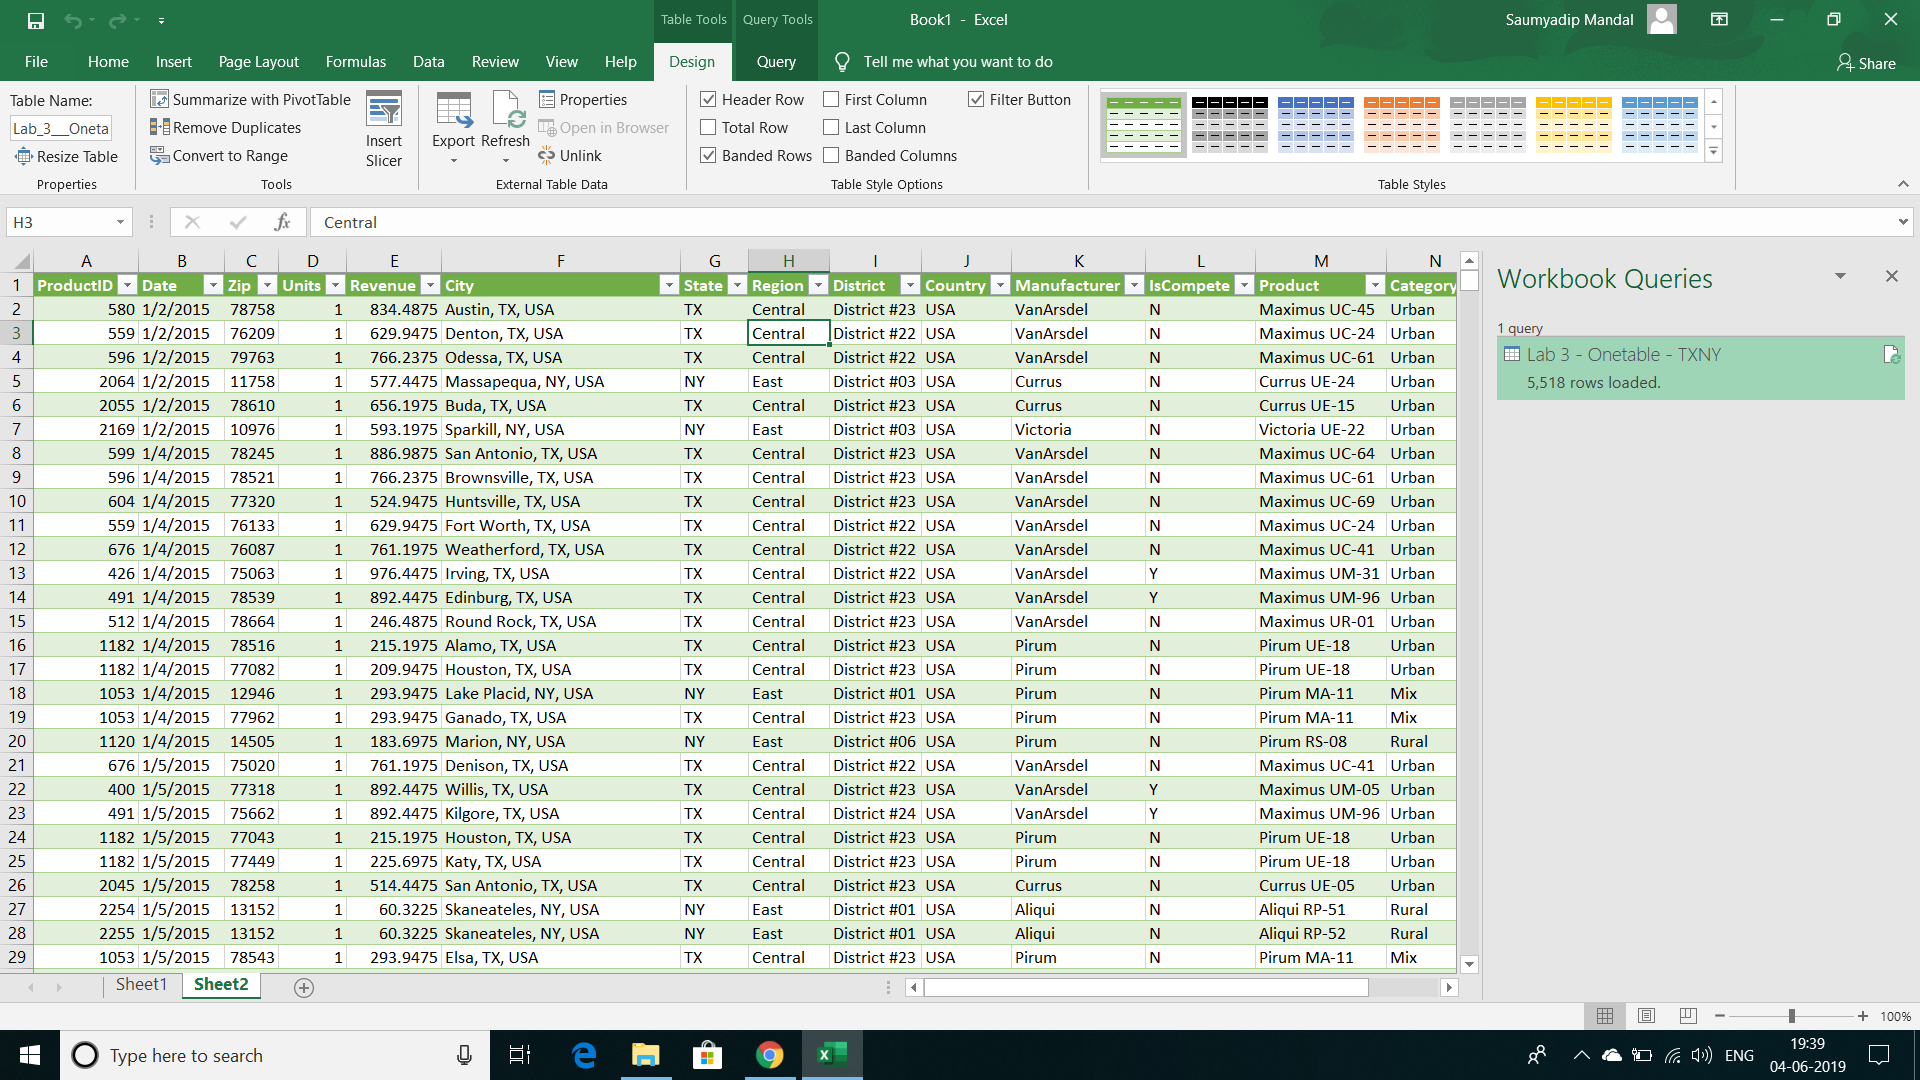 Table Tools Query Tools Book1 - Excel Saumyadip Mandal
File Home Insert Page Layout Formulas Data Review View Help Design Query Tell me what you want to do Share
Table Name:
Lab_3__Oneta
Resize Table
Properties
Summarize with PivotTable
Remove Duplicates
Convert to Range
Tools
Insert
Slicer
Export
Refresh
Properties
Open in Browser
Unlink
External Table Data
Header Row First Column Filter Button
Total Row Last Column
Banded Rows Banded Columns
Table Style Options
Table Styles
H3 fx Central
A B C D E F G H I J K L M N
1 ProductID Date Zip Units Revenue City State Region District Country Manufacturer IsCompete Product Category
2 580 1/2/2015 78758 1 834.4875 Austin, TX, USA TX Central District #23 USA VanArsdel N Maximus UC-45 Urban
3 559 1/2/2015 76209 1 629.9475 Denton, TX, USA TX Central District #22 USA VanArsdel N Maximus UC-24 Urban
4 596 1/2/2015 79763 1 766.2375 Odessa, TX, USA TX Central District #22 USA VanArsdel N Maximus UC-61 Urban
5 2064 1/2/2015 11758 1 577.4475 Massapequa, NY, USA NY East District #03 USA Currus N Currus UE-24 Urban
6 2055 1/2/2015 78610 1 656.1975 Buda, TX, USA TX Central District #23 USA Currus N Currus UE-15 Urban
7 2169 1/2/2015 10976 1 593.1975 Sparkill, NY, USA NY East District #03 USA Victoria N Victoria UE-22 Urban
8 599 1/4/2015 78245 1 886.9875 San Antonio, TX, USA TX Central District #23 USA VanArsdel N Maximus UC-64 Urban
9 596 1/4/2015 78521 1 766.2375 Brownsville, TX, USA TX Central District #23 USA VanArsdel N Maximus UC-61 Urban
10 604 1/4/2015 77320 1 524.9475 Huntsville, TX, USA TX Central District #23 USA VanArsdel N Maximus UC-69 Urban
11 559 1/4/2015 76133 1 629.9475 Fort Worth, TX, USA TX Central District #22 USA VanArsdel N Maximus UC-24 Urban
12 676 1/4/2015 76087 1 761.1975 Weatherford, TX, USA TX Central District #22 USA VanArsdel N Maximus UC-41 Urban
13 426 1/4/2015 75063 1 976.4475 Irving, TX, USA TX Central District #22 USA VanArsdel Y Maximus UM-31 Urban
14 491 1/4/2015 78539 1 892.4475 Edinburg, TX, USA TX Central District #23 USA VanArsdel Y Maximus UM-96 Urban
15 512 1/4/2015 78664 1 246.4875 Round Rock, TX, USA TX Central District #23 USA VanArsdel N Maximus UR-01 Urban
16 1182 1/4/2015 78516 1 215.1975 Alamo, TX, USA TX Central District #23 USA Pirum N Pirum UE-18 Urban
17 1182 1/4/2015 77082 1 209.9475 Houston, TX, USA TX Central District #23 USA Pirum N Pirum UE-18 Urban
18 1053 1/4/2015 12946 1 293.9475 Lake Placid, NY, USA NY East District #01 USA Pirum N Pirum MA-11 Mix
19 1053 1/4/2015 77962 1 293.9475 Ganado, TX, USA TX Central District #23 USA Pirum N Pirum MA-11 Mix
20 1120 1/4/2015 14505 1 183.6975 Marion, NY, USA NY East District #06 USA Pirum N Pirum RS-08 Rural
21 676 1/5/2015 75020 1 761.1975 Denison, TX, USA TX Central District #22 USA VanArsdel N Maximus UC-41 Urban
22 400 1/5/2015 77318 1 892.4475 Willis, TX, USA TX Central District #23 USA VanArsdel Y Maximus UM-05 Urban
23 491 1/5/2015 75662 1 892.4475 Kilgore, TX, USA TX Central District #24 USA VanArsdel Y Maximus UM-96 Urban
24 1182 1/5/2015 77043 1 215.1975 Houston, TX, USA TX Central District #23 USA Pirum N Pirum UE-18 Urban
25 1182 1/5/2015 77449 1 225.6975 Katy, TX, USA TX Central District #23 USA Pirum N Pirum UE-18 Urban
26 2045 1/5/2015 78258 1 514.4475 San Antonio, TX, USA TX Central District #23 USA Currus N Currus UE-05 Urban
27 2254 1/5/2015 13152 1 60.3225 Skaneateles, NY, USA NY East District #01 USA Aliqui N Aliqui RP-51 Rural
28 2255 1/5/2015 13152 1 60.3225 Skaneateles, NY, USA NY East District #01 USA Aliqui N Aliqui RP-52 Rural
29 1053 1/5/2015 78543 1 293.9475 Elsa, TX, USA TX Central District #23 USA Pirum N Pirum MA-11 Mix
Workbook Queries
1 query
Lab 3 - Onetable - TXNY
5,518 rows loaded.
Sheet1 Sheet2
100%
Type here to search
ENG
19:39
04-06-2019